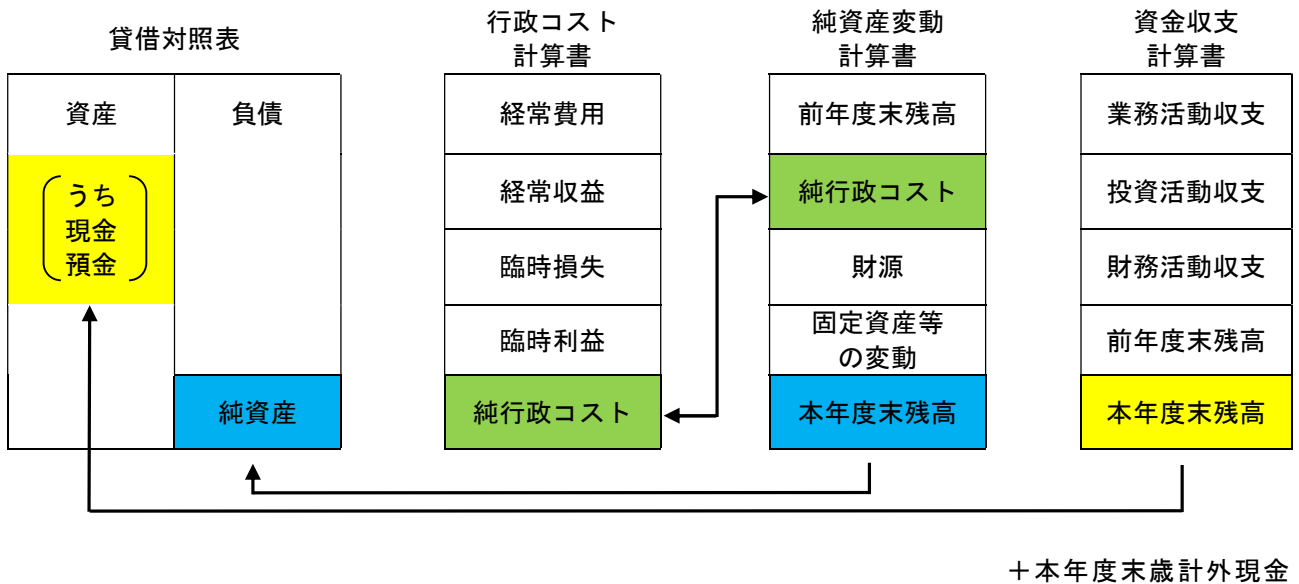 貸借対照表
資産
負債
うち
現金
預金
純資産
行政コスト
計算書
経常費用
経常収益
臨時損失
臨時利益
純行政コスト
純資産変動
計算書
前年度末残高
純行政コスト
財源
固定資産等
の変動
本年度末残高
資金収支
計算書
業務活動収支
投資活動収支
財務活動収支
前年度末残高
本年度末残高
＋本年度末歳計外現金